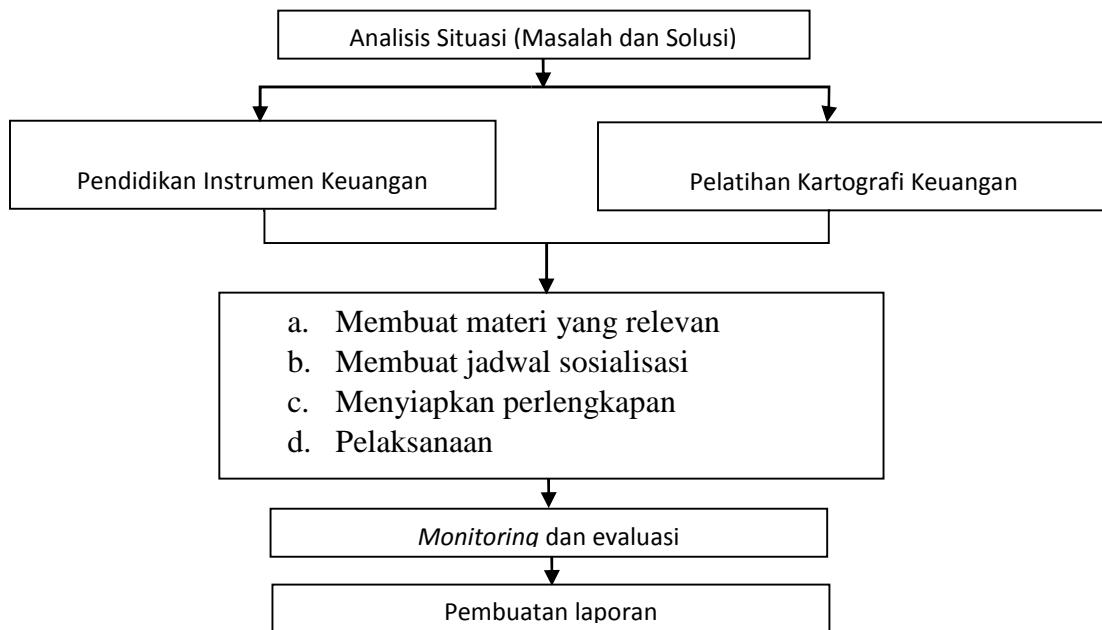 Analisis Situasi (Masalah dan Solusi)
Pendidikan Instrumen Keuangan
Pelatihan Kartografi Keuangan
a. Membuat materi yang relevan
b. Membuat jadwal sosialisasi
c. Menyiapkan perlengkapan
d. Pelaksanaan
Monitoring dan evaluasi
Pembuatan laporan